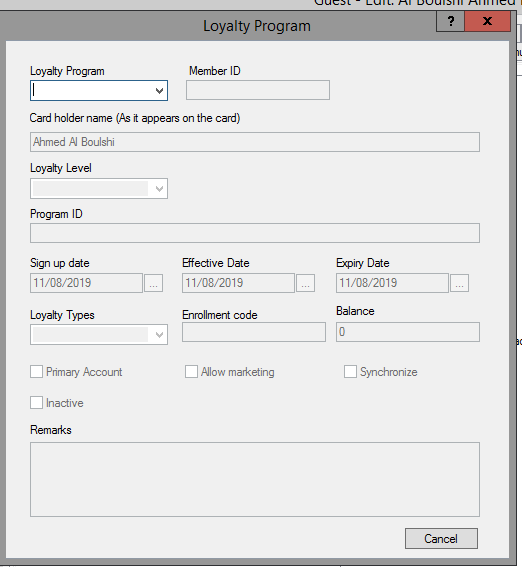 Guest - Edit: Al Boulshi Ahmed
Loyalty Program
? X
Loyalty Program Member ID
Card holder name (As it appears on the card)
Ahmed Al Boulshi
Loyalty Level
Program ID
Sign up date Effective Date Expiry Date
11/08/2019 ... 11/08/2019 ... 11/08/2019 ...
Loyalty Types Enrollment code Balance
0
Primary Account Allow marketing Synchronize
Inactive
Remarks
Cancel